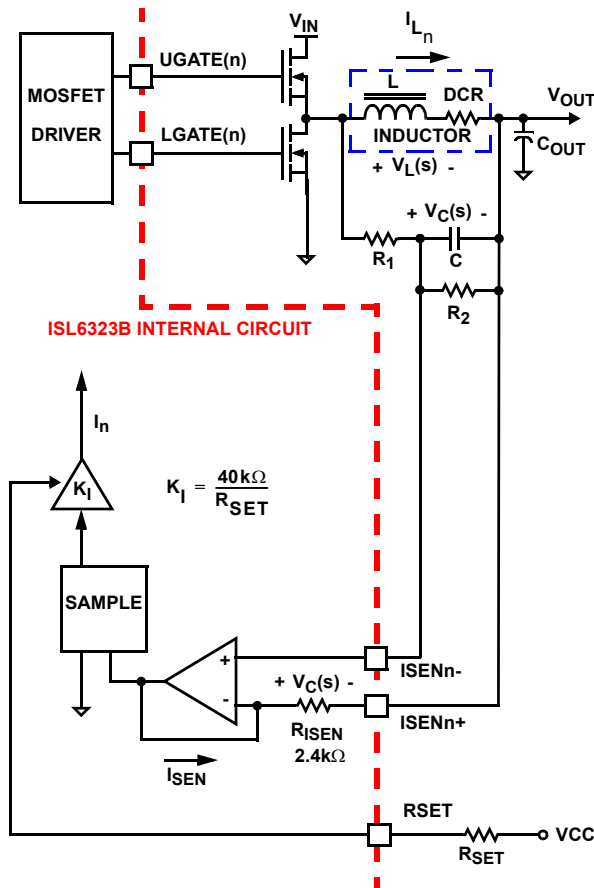 V_IN
I_Ln
UGATE(n)
MOSFET
DRIVER
L
DCR
V_OUT
LGATE(n)
INDUCTOR
C_OUT
+ V_L(s) -
+ V_C(s) -
R_1
C
R_2
ISL6323B INTERNAL CIRCUIT
I_n
K_I
K_I = 40kΩ / R_SET
SAMPLE
+
-
ISENn-
+ V_C(s) -
ISENn+
R_ISEN
2.4kΩ
I_SEN
RSET
VCC
R_SET